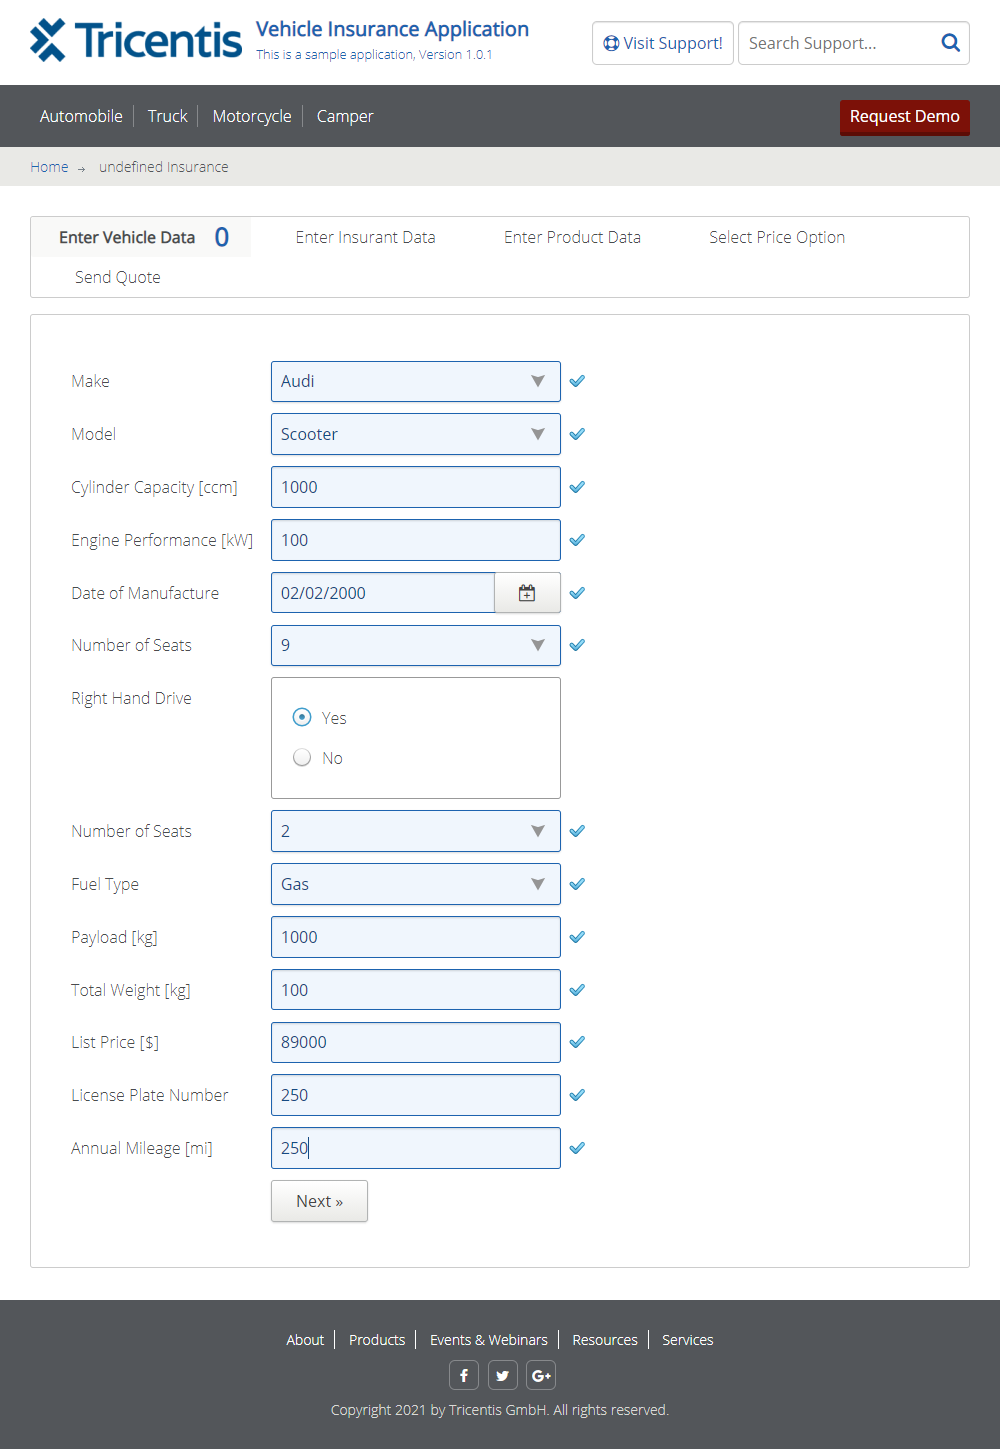 Tricentis
Vehicle Insurance Application
This is a sample application, Version 1.0.1
Visit Support!
Search Support...
Automobile
Truck
Motorcycle
Camper
Request Demo
Home → undefined Insurance
Enter Vehicle Data 0
Enter Insurant Data
Enter Product Data
Select Price Option
Send Quote
Make
Audi
Model
Scooter
Cylinder Capacity [ccm]
1000
Engine Performance [kW]
100
Date of Manufacture
02/02/2000
Number of Seats
9
Right Hand Drive
Yes
No
Number of Seats
2
Fuel Type
Gas
Payload [kg]
1000
Total Weight [kg]
100
List Price [$]
89000
License Plate Number
250
Annual Mileage [mi]
250
Next »
About
Products
Events & Webinars
Resources
Services
f
G+
Copyright 2021 by Tricentis GmbH. All rights reserved.